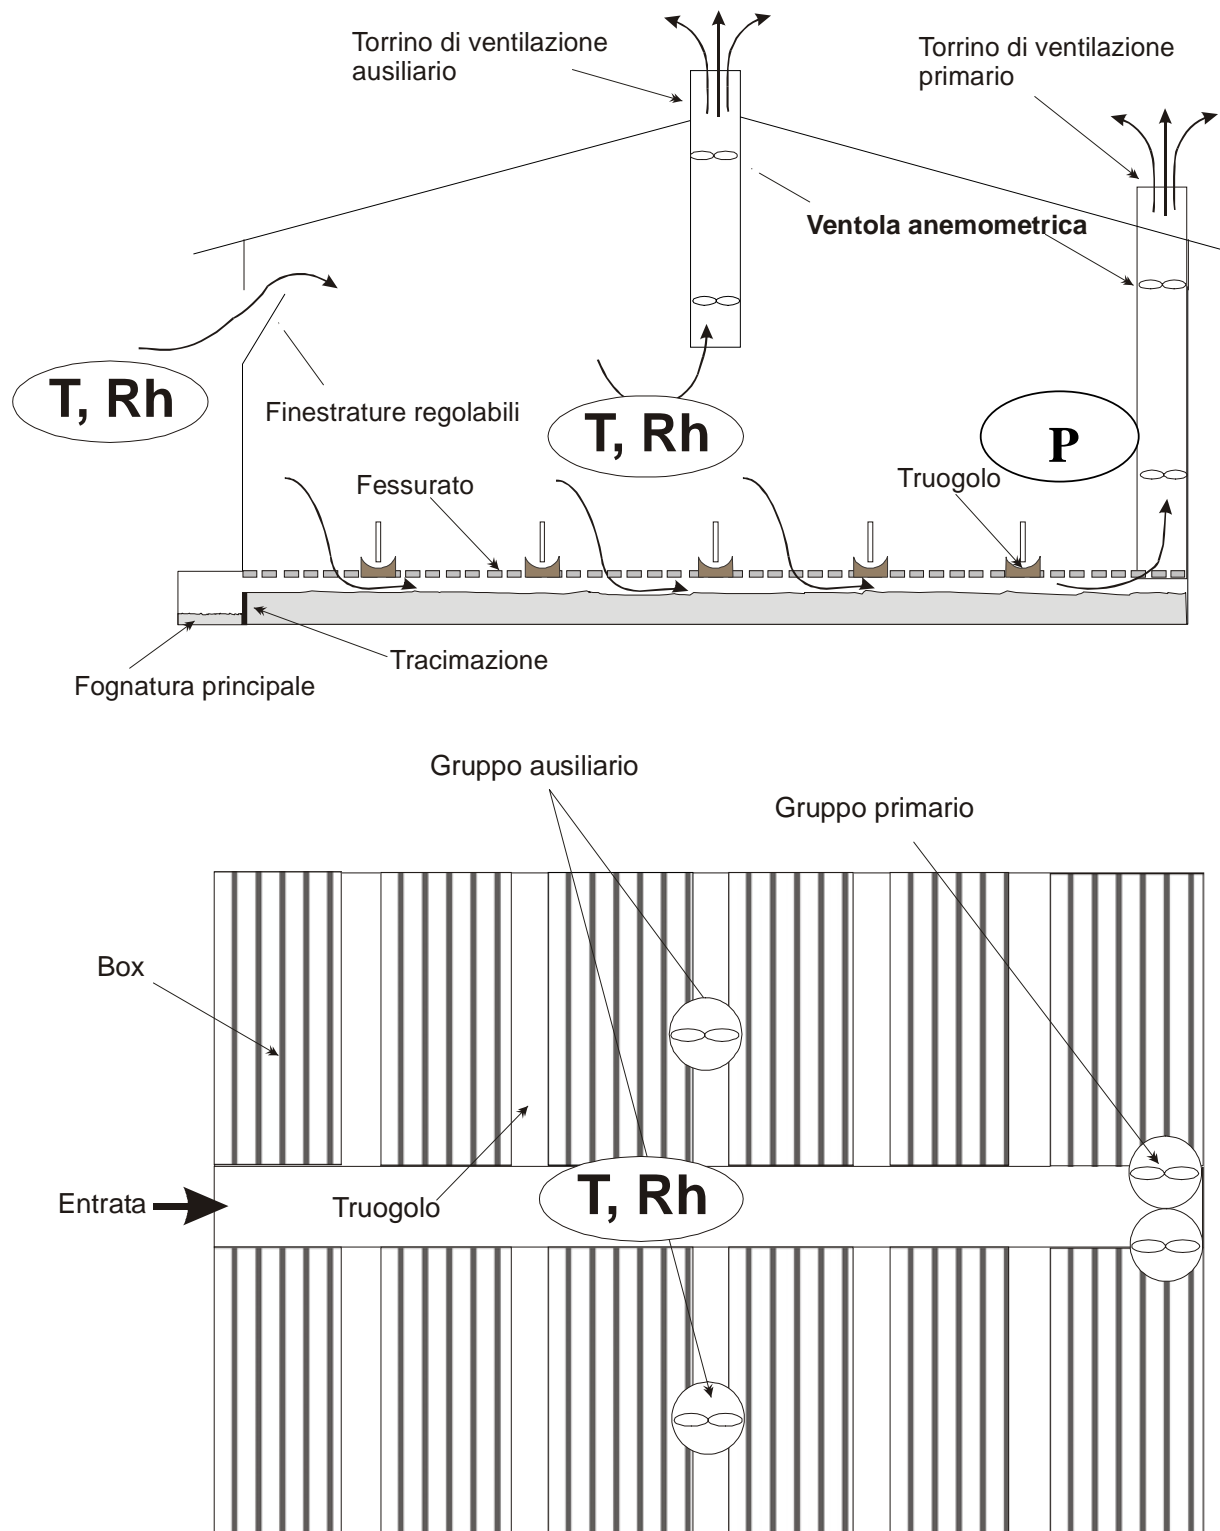 Torrino di ventilazione
ausiliario
Torrino di ventilazione
primario
Ventola anemometrica
T, Rh
Finestrature regolabili
T, Rh
P
Fessurato
Truogolo
Tracimazione
Fognatura principale
Gruppo ausiliario
Gruppo primario
Box
Entrata
Truogolo
T, Rh